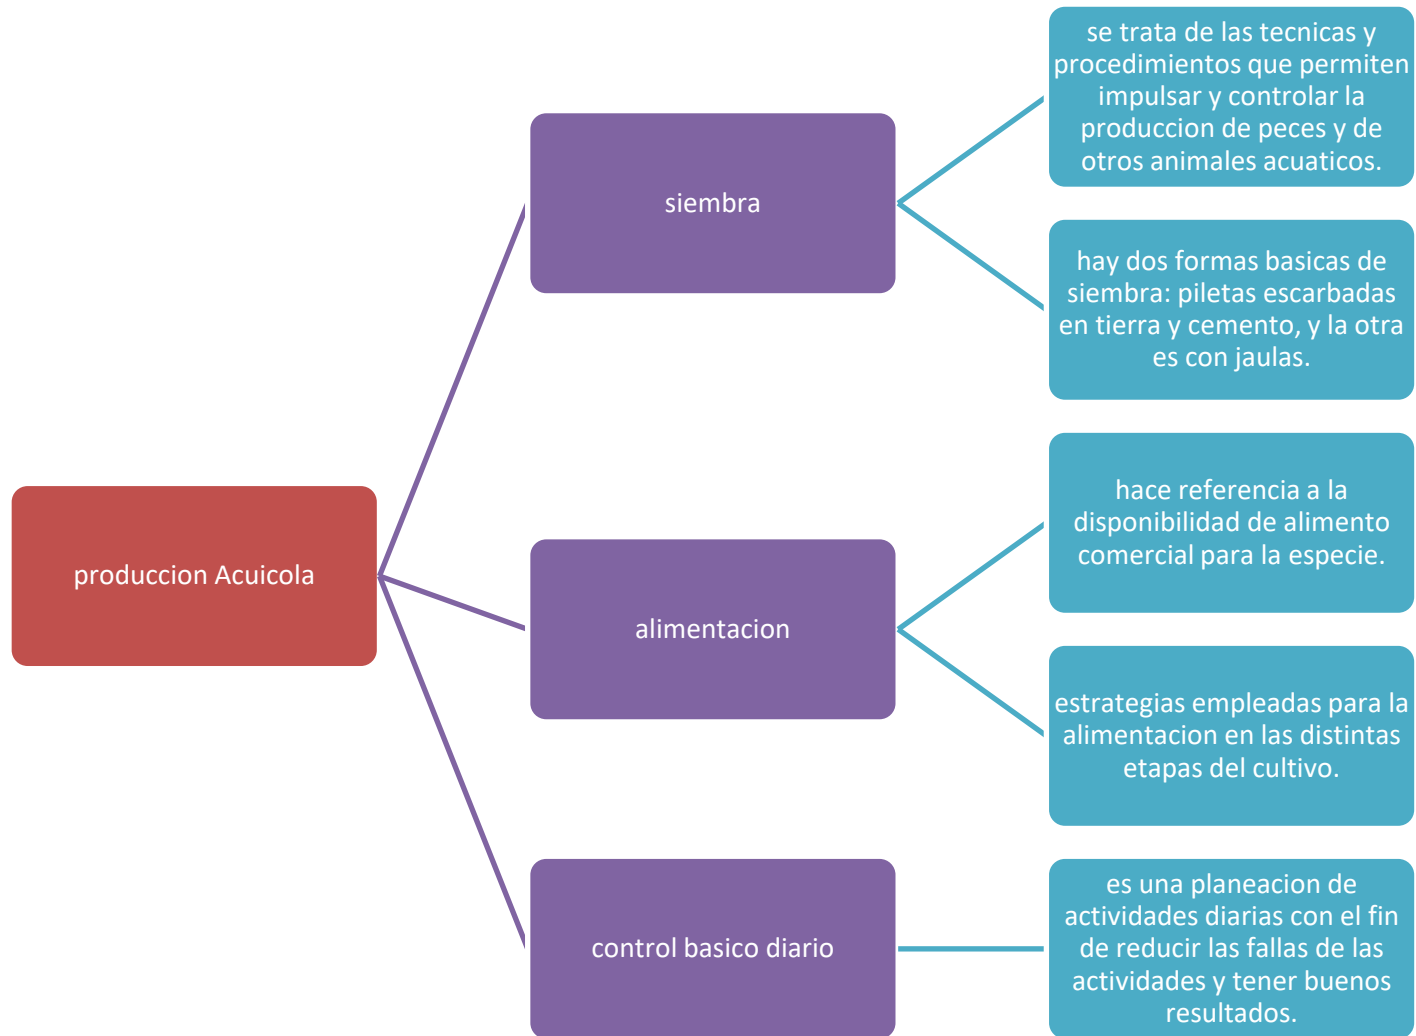 produccion Acuicola
siembra
se trata de las tecnicas y
procedimientos que permiten
impulsar y controlar la
produccion de peces y de
otros animales acuaticos.
hay dos formas basicas de
siembra: piletas escarbadas
en tierra y cemento, y la otra
es con jaulas.
alimentacion
hace referencia a la
disponibilidad de alimento
comercial para la especie.
estrategias empleadas para la
alimentacion en las distintas
etapas del cultivo.
control basico diario
es una planeacion de
actividades diarias con el fin
de reducir las fallas de las
actividades y tener buenos
resultados.